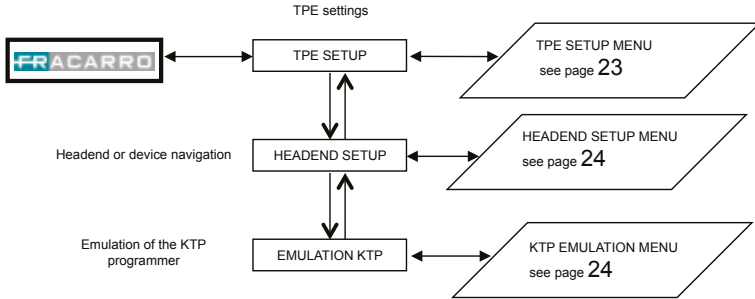 TPE settings
FRACARRO
TPE SETUP
TPE SETUP MENU
see page 23
Headend or device navigation
HEADEND SETUP
HEADEND SETUP MENU
see page 24
Emulation of the KTP
programmer
EMULATION KTP
KTP EMULATION MENU
see page 24